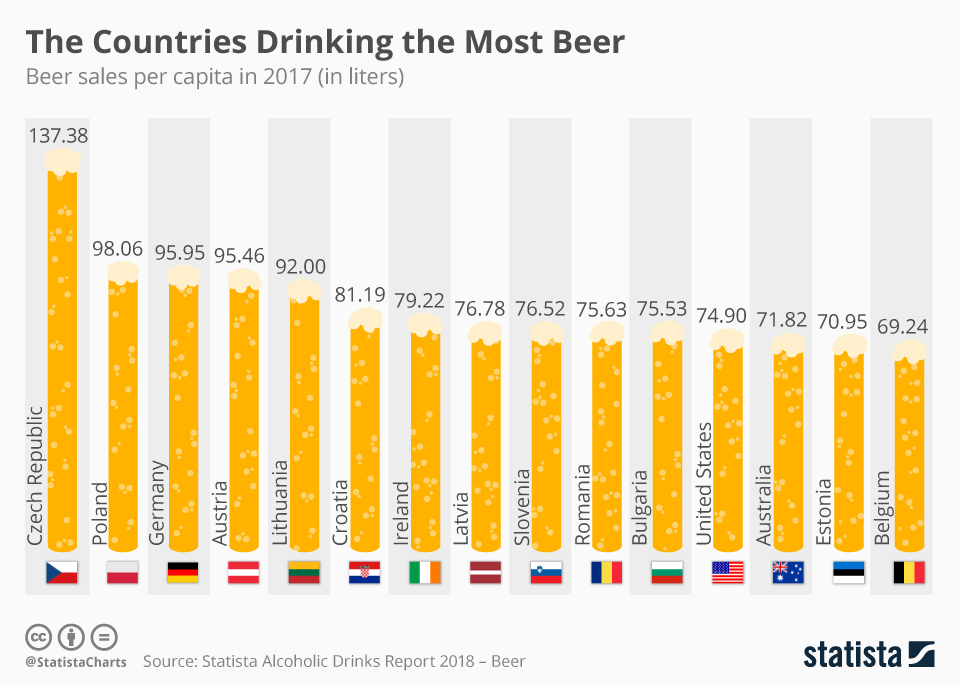 The Countries Drinking the Most Beer
Beer sales per capita in 2017 (in liters)
137.38
98.06
95.95
95.46
92.00
81.19
79.22
76.78
76.52
75.63
75.53
74.90
71.82
70.95
69.24
Czech Republic
Poland
Germany
Austria
Lithuania
Croatia
Ireland
Latvia
Slovenia
Romania
Bulgaria
United States
Australia
Estonia
Belgium
cc
@StatistaCharts
Source: Statista Alcoholic Drinks Report 2018 – Beer
statista